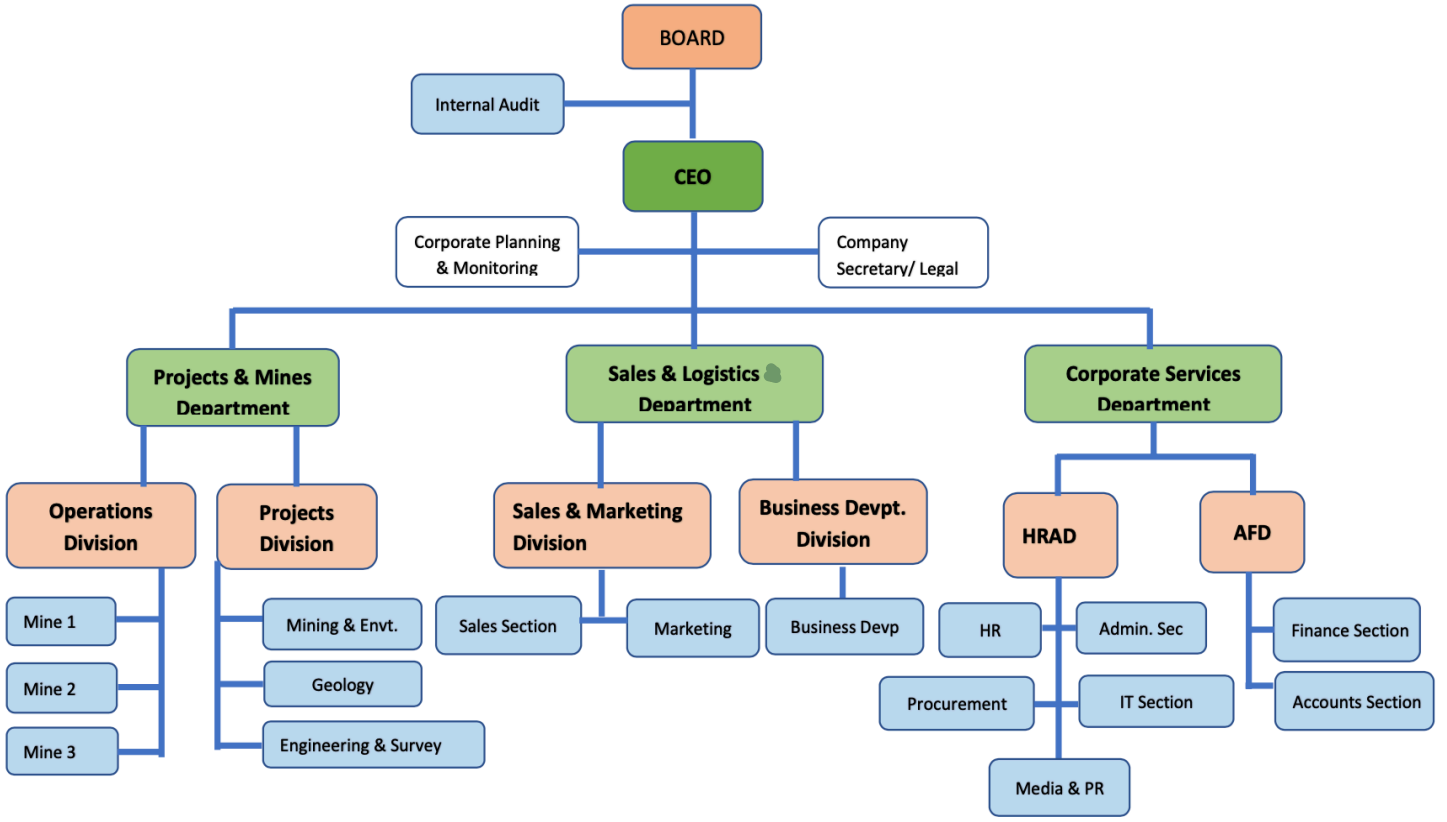 BOARD
Internal Audit
CEO
Corporate Planning
& Monitoring
Company
Secretary/ Legal
Projects & Mines
Department
Sales & Logistics
Department
Corporate Services
Department
Operations
Division
Projects
Division
Sales & Marketing
Division
Business Devpt.
Division
HRAD
AFD
Mine 1
Mine 2
Mine 3
Mining & Envt.
Geology
Engineering & Survey
Sales Section
Marketing
Business Devp
HR
Admin. Sec
Procurement
IT Section
Media & PR
Finance Section
Accounts Section